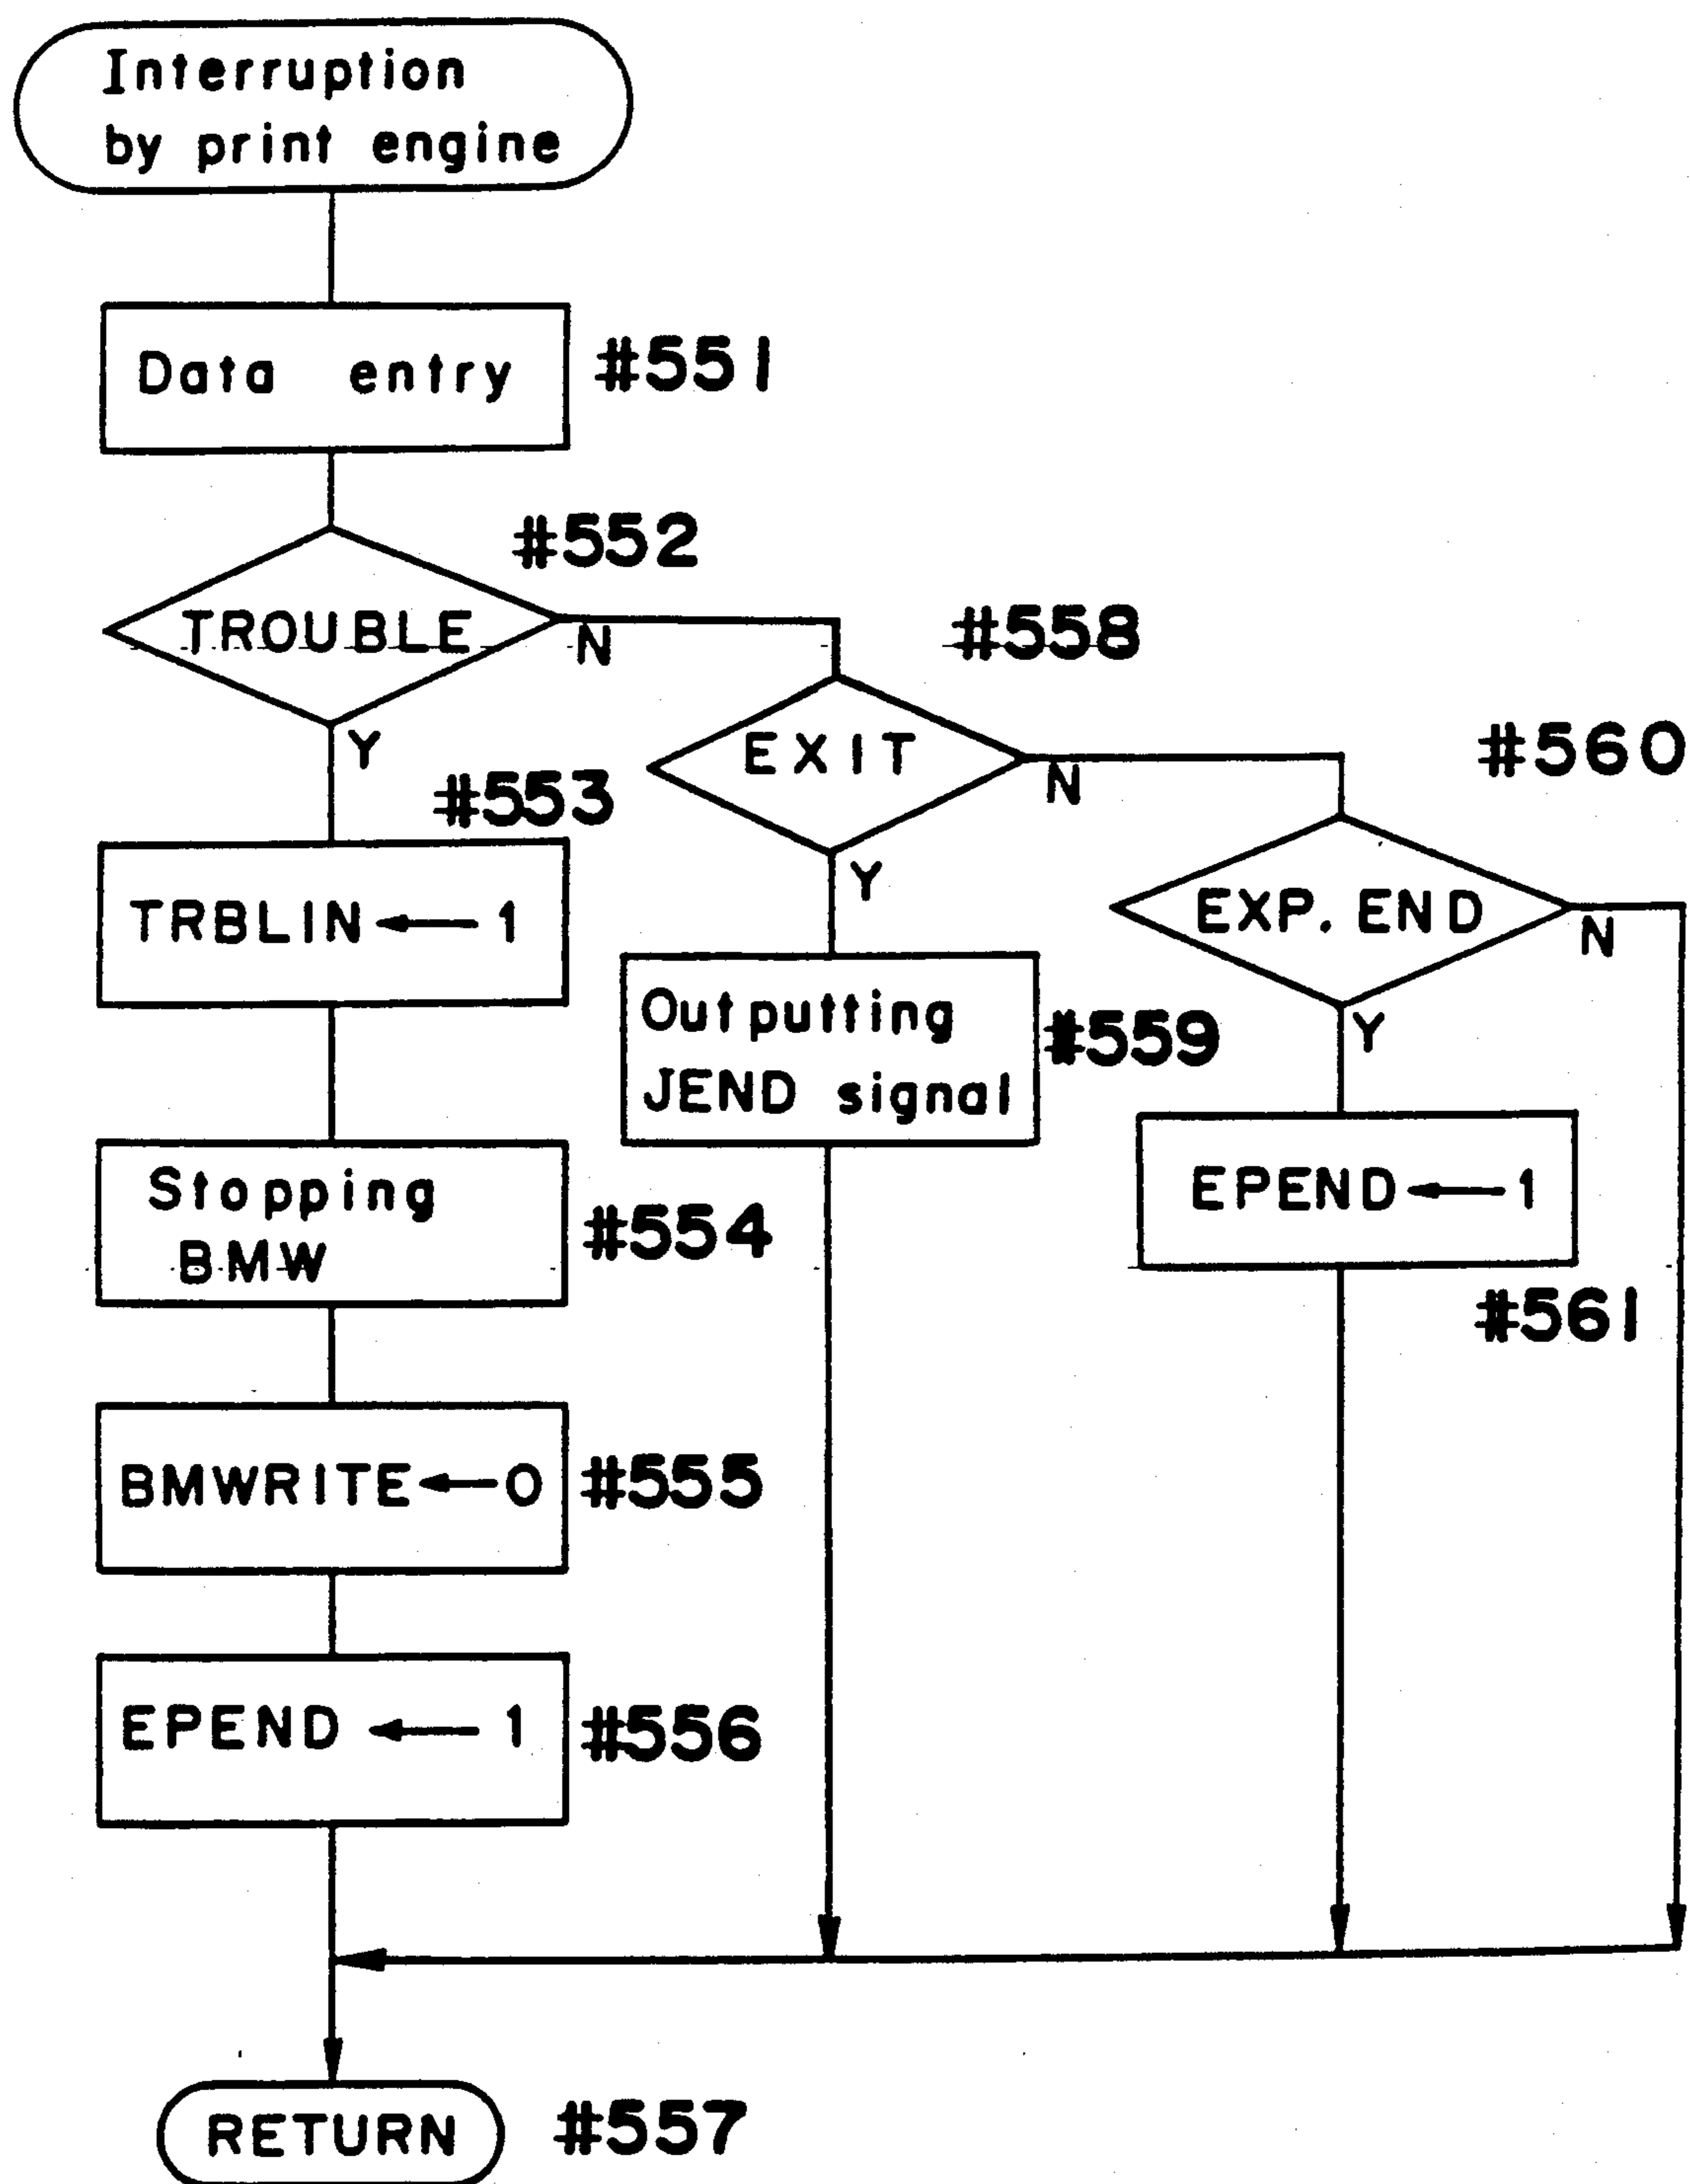 Interruption
by print engine
Data entry
#551
#552
TROUBLE
N
Y
#553
TRBLIN ← 1
Stopping
BMW
#554
BMWRITE ← 0
#555
EPEND ← 1
#556
#558
EXIT
N
Y
Outputting
JEND signal
#559
#560
EXP. END
N
Y
EPEND ← 1
#561
RETURN
#557